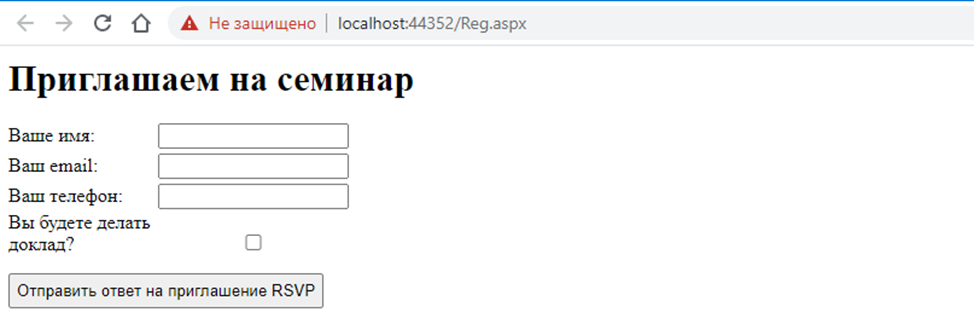 Не защищено localhost:44352/Reg.aspx
Приглашаем на семинар
Ваше имя:
Ваш email:
Ваш телефон:
Вы будете делать
доклад?
Отправить ответ на приглашение RSVP